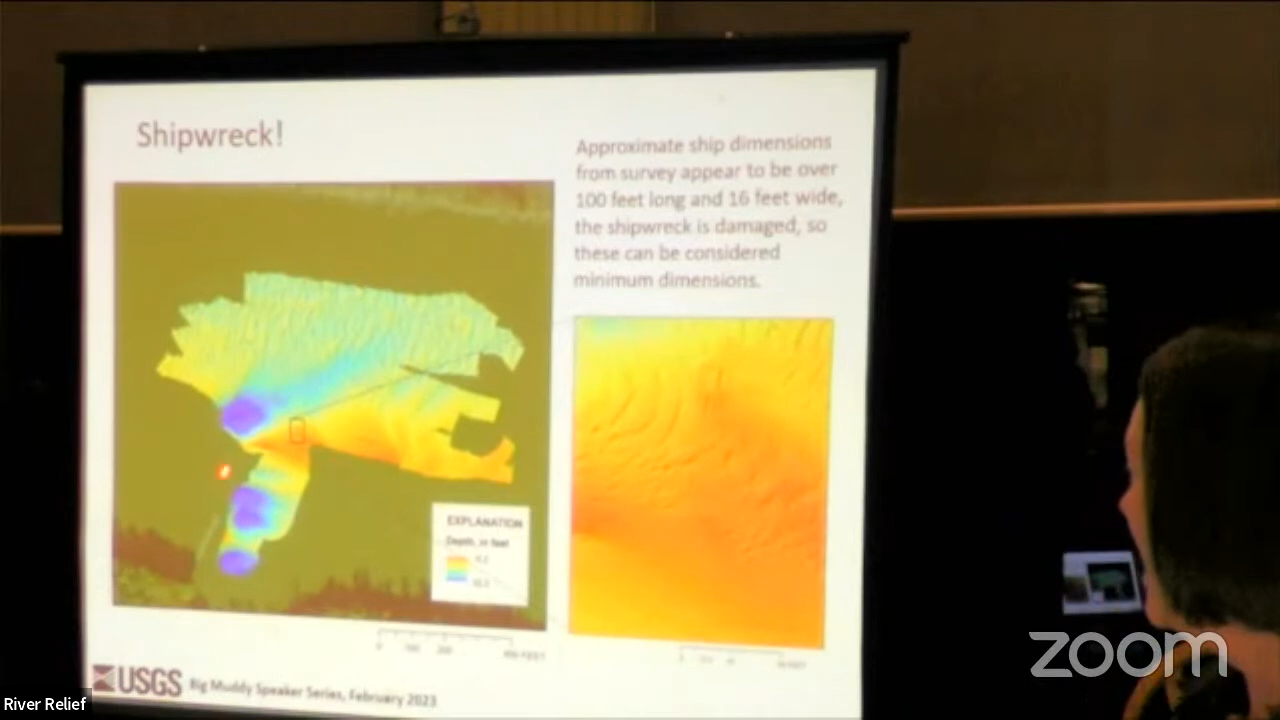 Shipwreck!
Approximate ship dimensions
from survey appear to be over
100 feet long and 16 feet wide,
the shipwreck is damaged, so
these can be considered
minimum dimensions.
EXPLANATION
Depth, in feet
USGS
Big Muddy Speaker Series, February 2023
River Relief
zoom